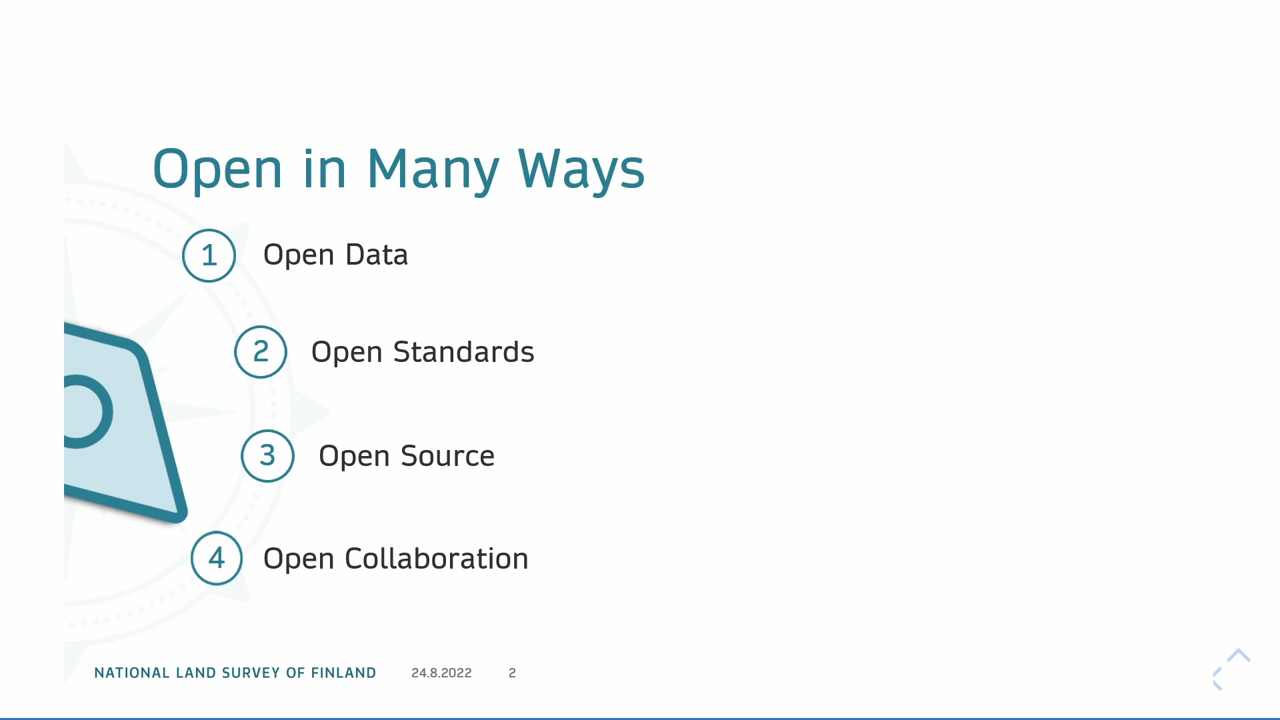 Open in Many Ways
1 Open Data
2 Open Standards
3 Open Source
4 Open Collaboration
NATIONAL LAND SURVEY OF FINLAND 24.8.2022 2